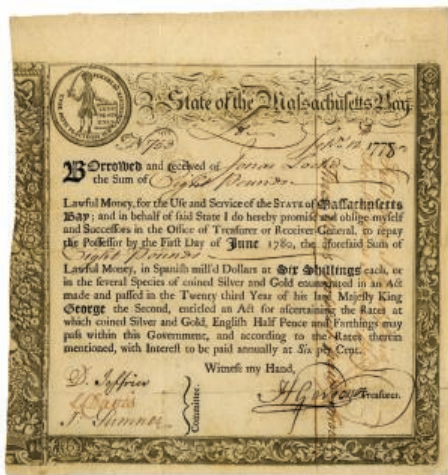 State of the Massachusetts Bay
1778
Borrowed and received of Jonas
the Sum of Eight Pounds
Lawful Money, for the Use and Service of the STATE of Massachusetts
Bay; and in behalf of said State I do hereby promise and oblige myself
and Successors in the Office of Treasurer or Receiver-General, to repay
the Possessor by the First Day of June 1780, the aforesaid Sum of
Eight Pounds
Lawful Money, in Spanish mill'd Dollars at Six Shillings each, or
in the several Species of coined Silver and Gold enumerated in an Act
made and passed in the Twenty third Year of his late Majesty King
George the Second, entitled an Act for ascertaining the Rates at
which coined Silver and Gold, English Half Pence and Farthings may
pass within this Government, and according to the Rates therein
mentioned, with Interest to be paid annually at Six per Cent.
Witness my Hand,
D. Jeffries
Committee.
H Gardner Treasurer.